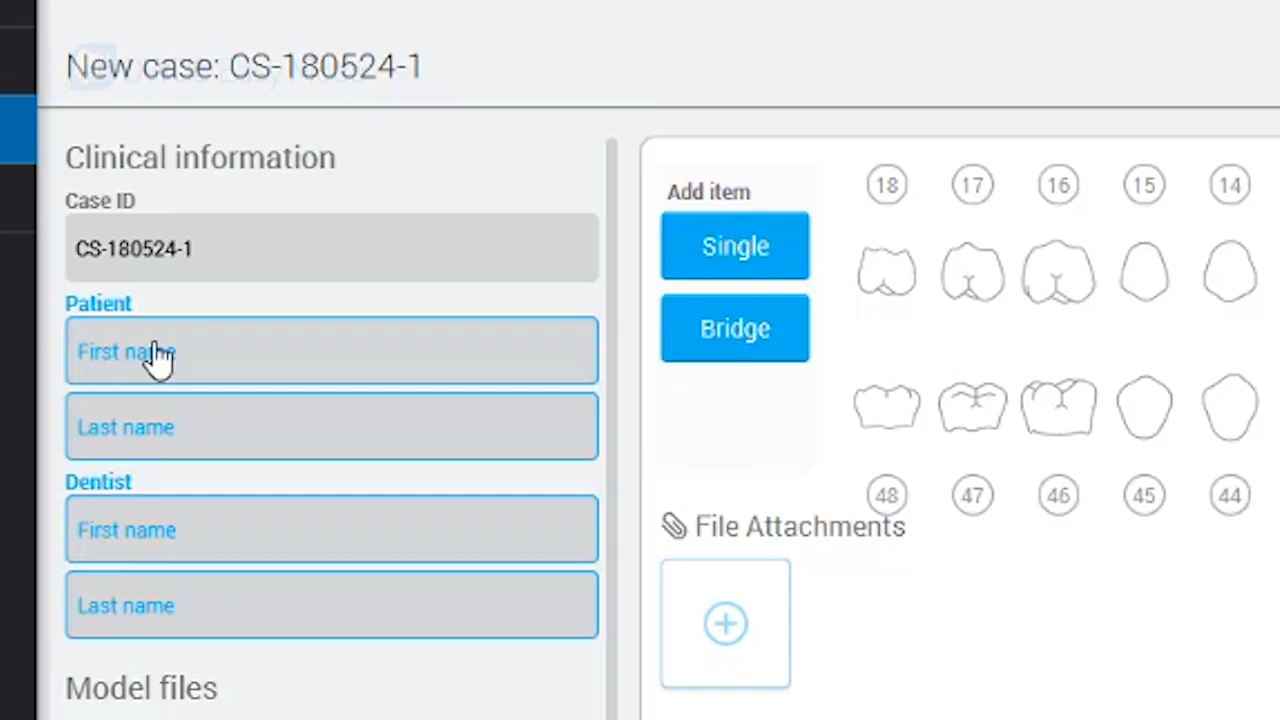 New case: CS-180524-1
Clinical information
Case ID
CS-180524-1
Patient
First name
Last name
Dentist
First name
Last name
Model files
Add item
Single
Bridge
18 17 16 15 14
48 47 46 45 44
File Attachments